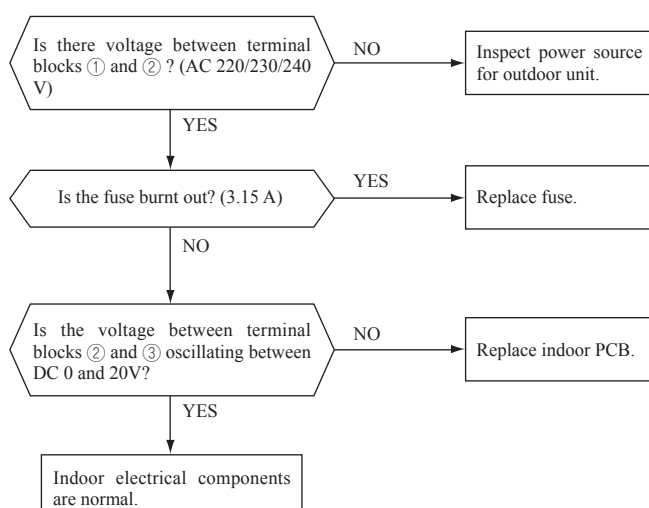 Is there voltage between terminal
blocks ① and ② ? (AC 220/230/240
V)
NO
Inspect power source
for outdoor unit.
YES
Is the fuse burnt out? (3.15 A)
YES
Replace fuse.
NO
Is the voltage between terminal
blocks ② and ③ oscillating between
DC 0 and 20V?
NO
Replace indoor PCB.
YES
Indoor electrical components
are normal.